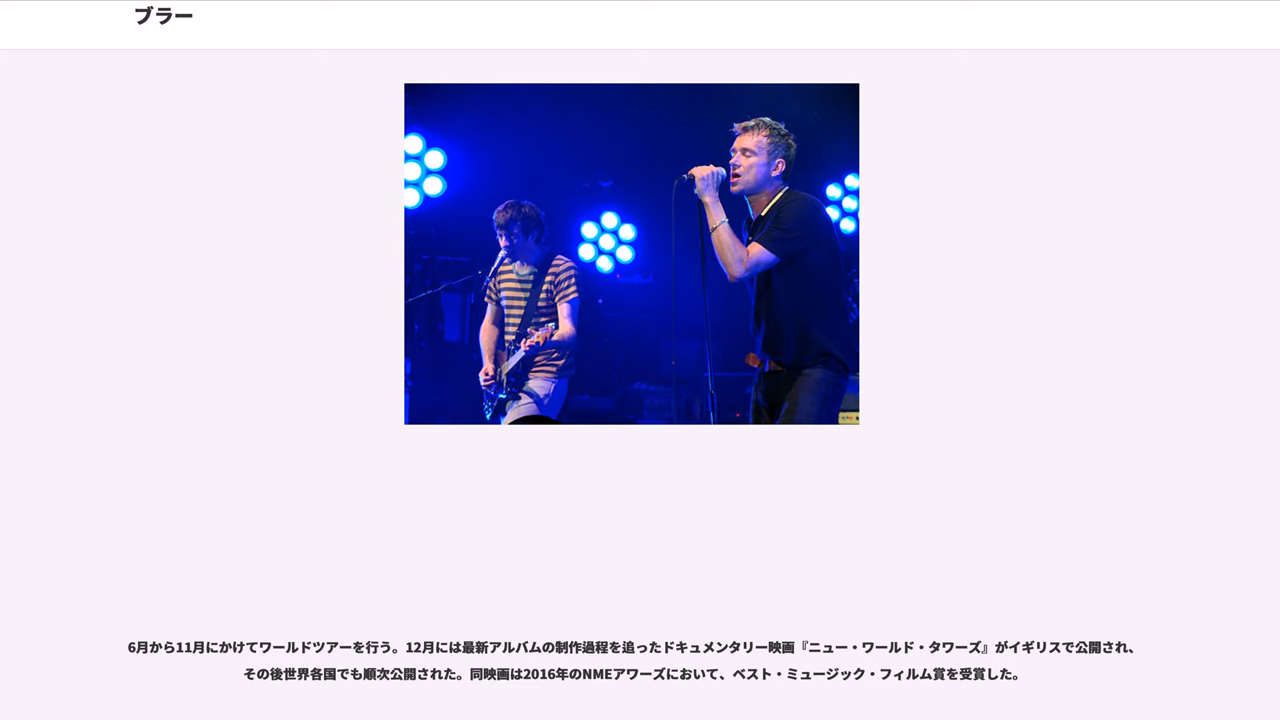 ブラー
6月から11月にかけてワールドツアーを行う。12月には最新アルバムの制作過程を追ったドキュメンタリー映画『ニュー・ワールド・タワーズ』がイギリスで公開され、
その後世界各国でも順次公開された。同映画は2016年のNMEアワーズにおいて、ベスト・ミュージック・フィルム賞を受賞した。